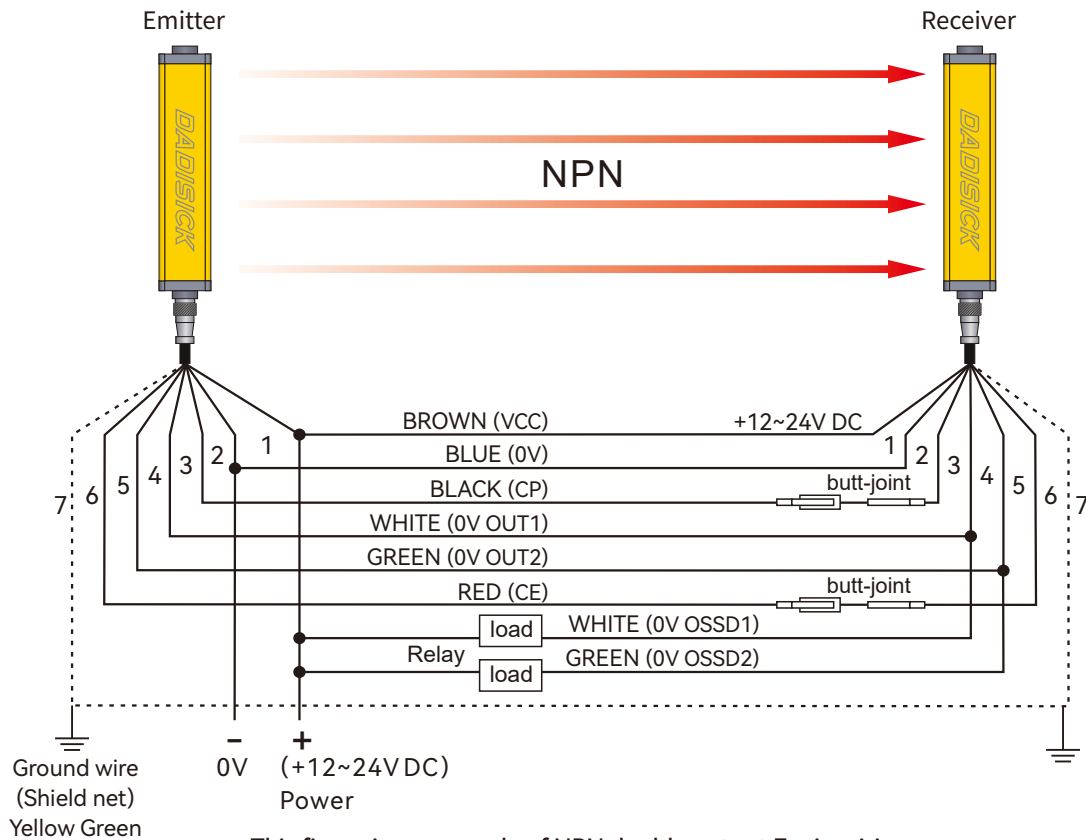 Emitter
Receiver
DADISICK
DADISICK
NPN
BROWN (VCC)
+12~24V DC
BLUE (0V)
BLACK (CP)
butt-joint
WHITE (0V OUT1)
GREEN (0V OUT2)
RED (CE)
butt-joint
7
6
5
4
3
2
1
1
2
3
4
5
6
7
load
WHITE (0V OSSD1)
Relay
load
GREEN (0V OSSD2)
−
+
Ground wire
(Shield net)
Yellow Green
0V
(+12~24V DC)
Power